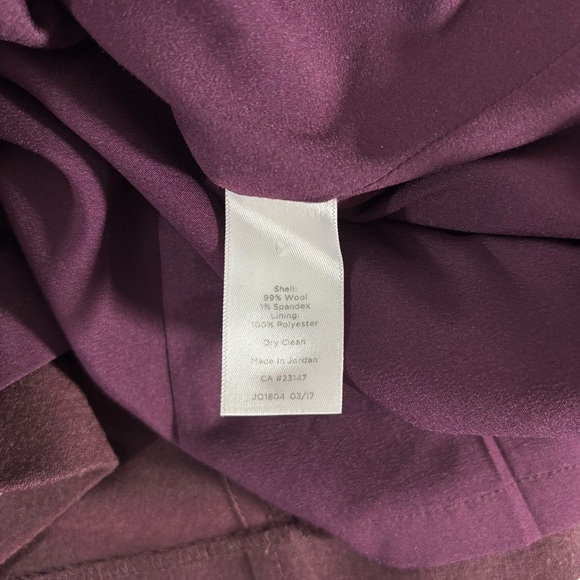 Shell:
99% Wool
1% Spandex
Lining:
100% Polyester
Dry Clean
Made in Jordan
CA #23147
JO1804 03/17